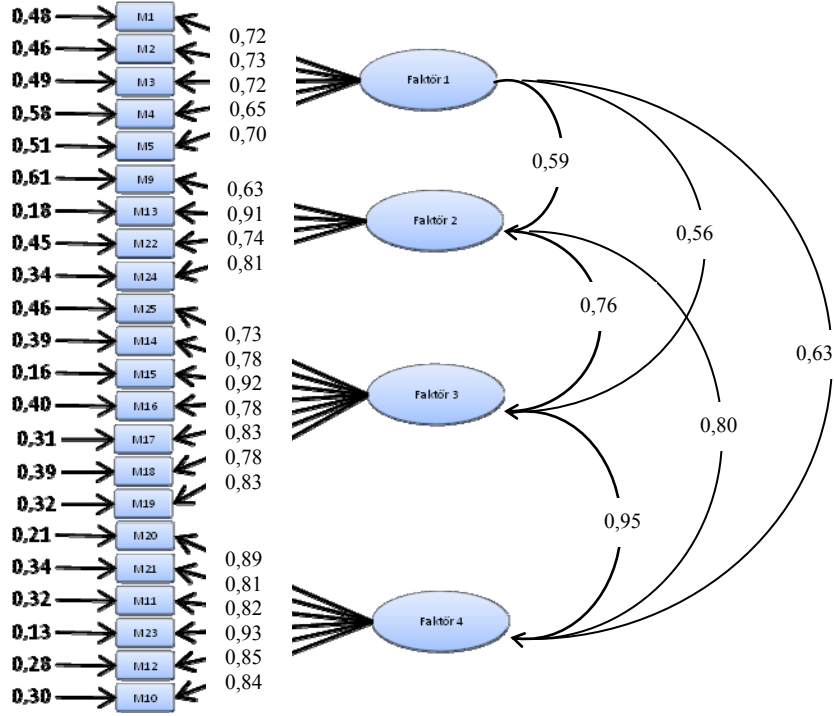 0,48 M1
0,72
0,46 M2
0,73
0,49 M3
0,72
0,58 M4
0,65
0,51 M5
0,70
0,61 M9
0,63
0,18 M13
0,91
0,45 M22
0,74
0,34 M24
0,81
0,46 M25
0,73
0,39 M14
0,78
0,16 M15
0,92
0,40 M16
0,78
0,31 M17
0,83
0,39 M18
0,78
0,32 M19
0,83
0,21 M20
0,89
0,34 M21
0,81
0,32 M11
0,82
0,13 M23
0,93
0,28 M12
0,85
0,30 M10
0,84
Faktör 1
Faktör 2
Faktör 3
Faktör 4
0,59
0,56
0,76
0,63
0,80
0,95